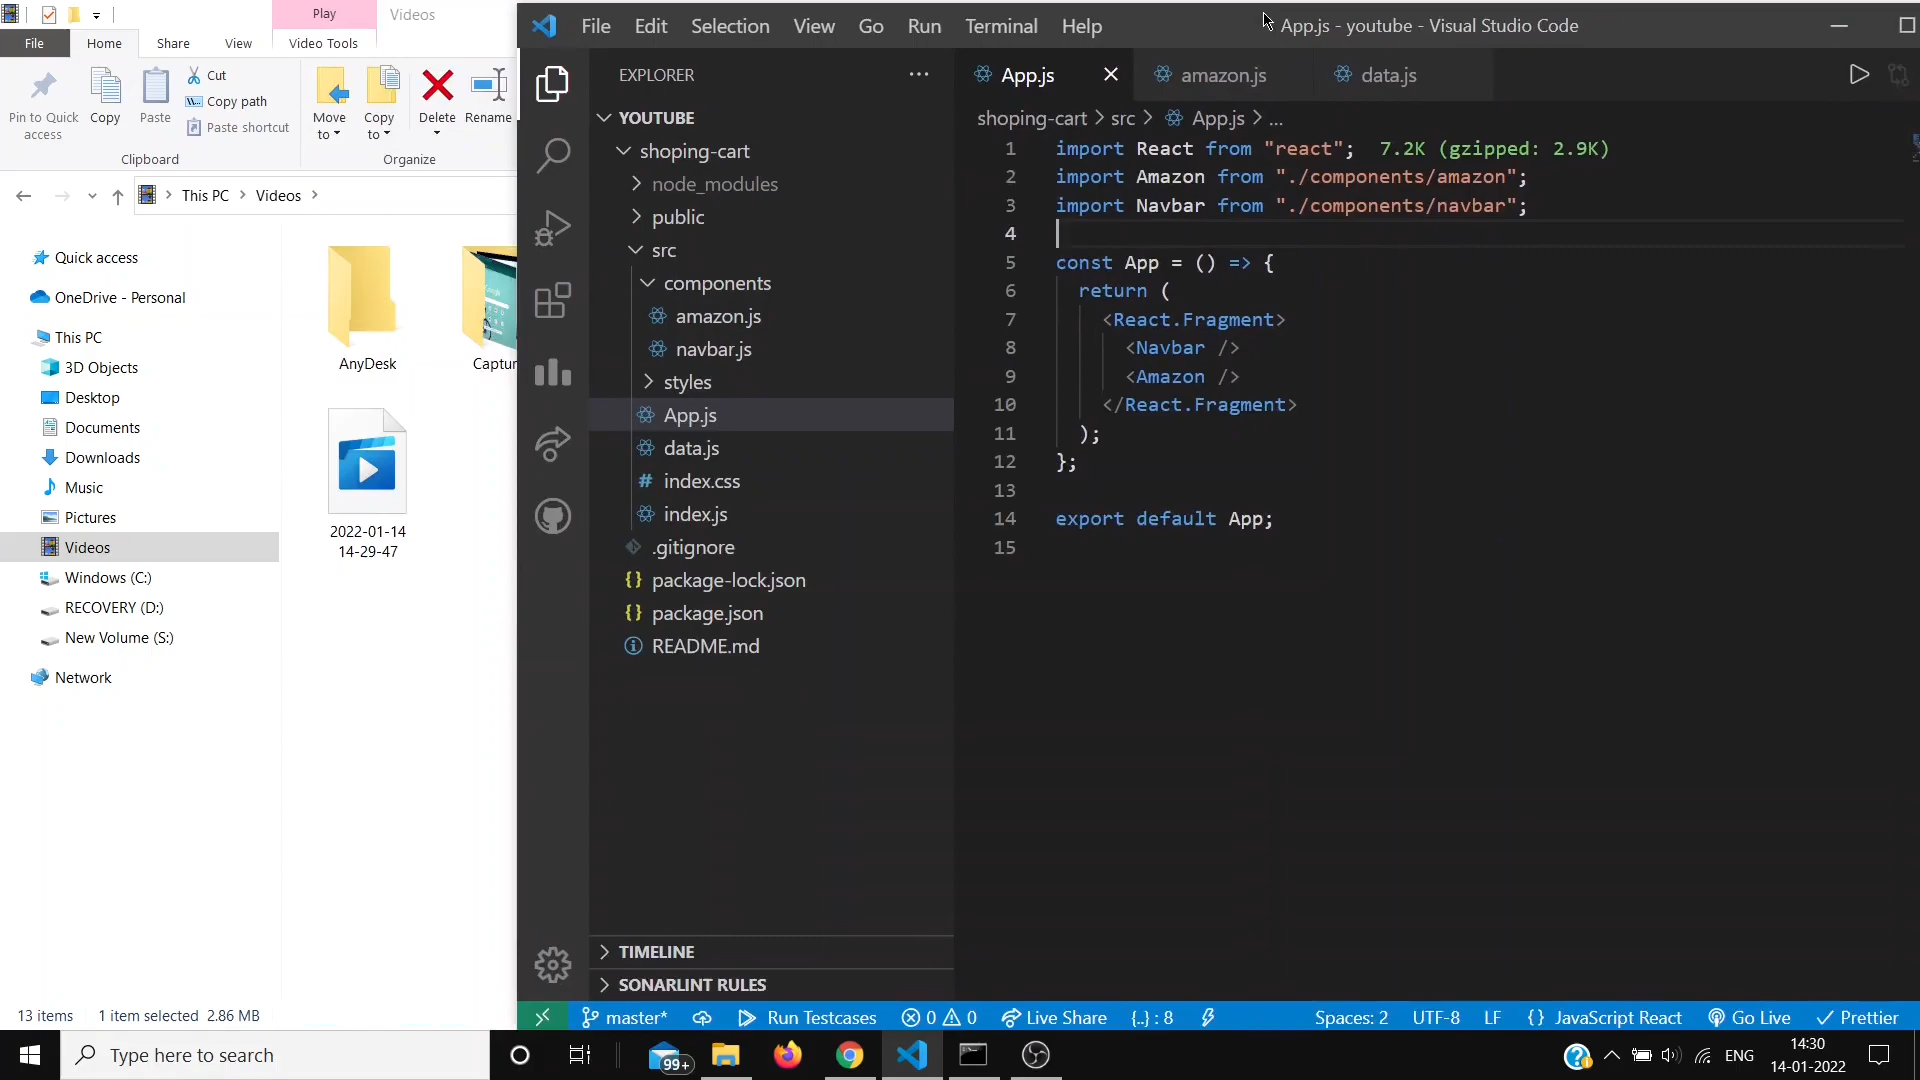 Play
Videos
File
Home
Share
View
Video Tools
Pin to Quick
access
Copy
Paste
Cut
Copy path
Paste shortcut
Move
to
Copy
to
Delete
Rename
Clipboard
Organize
This PC
Videos
Quick access
OneDrive - Personal
This PC
3D Objects
Desktop
Documents
Downloads
Music
Pictures
Videos
Windows (C:)
RECOVERY (D:)
New Volume (S:)
Network
AnyDesk
Captur
2022-01-14
14-29-47
13 items
1 item selected 2.86 MB
File Edit Selection View Go Run Terminal Help
App.js - youtube - Visual Studio Code
EXPLORER
YOUTUBE
shoping-cart
node_modules
public
src
components
amazon.js
navbar.js
styles
App.js
data.js
# index.css
index.js
.gitignore
{} package-lock.json
{} package.json
README.md
TIMELINE
SONARLINT RULES
App.js
amazon.js
data.js
shoping-cart > src > App.js > ...
1 import React from "react"; 7.2K (gzipped: 2.9K)
2 import Amazon from "./components/amazon";
3 import Navbar from "./components/navbar";
4
5 const App = () => {
6 return (
7 <React.Fragment>
8 <Navbar />
9 <Amazon />
10 </React.Fragment>
11 );
12 };
13
14 export default App;
15
master*
Run Testcases
0
0
Live Share
{..} : 8
Spaces: 2
UTF-8
LF
{} JavaScript React
Go Live
Prettier
Type here to search
99+
ENG
14:30
14-01-2022